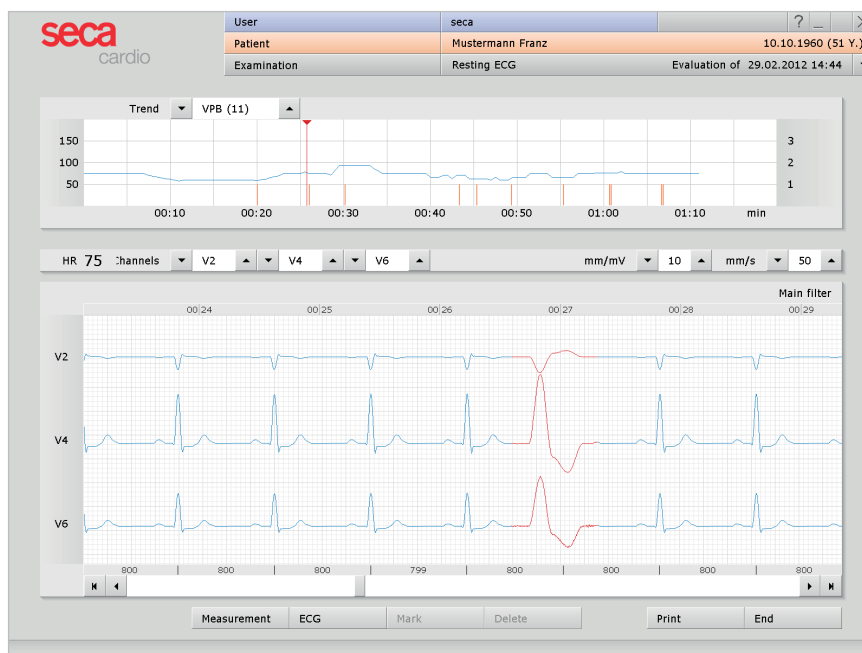 seca
cardio
User seca ? _
Patient Mustermann Franz 10.10.1960 (51 Y.)
Examination Resting ECG Evaluation of 29.02.2012 14:44
Trend VPB (11)
150 3
100 2
50 1
00:10 00:20 00:30 00:40 00:50 01:00 01:10 min
HR 75 Channels V2 V4 V6 mm/mV 10 mm/s 50
Main filter
00|24 00|25 00|26 00|27 00|28 00|29
V2
V4
V6
800 | 800 | 800 | 799 | 800 | 800 | 800 | 800
Measurement ECG Mark Delete Print End